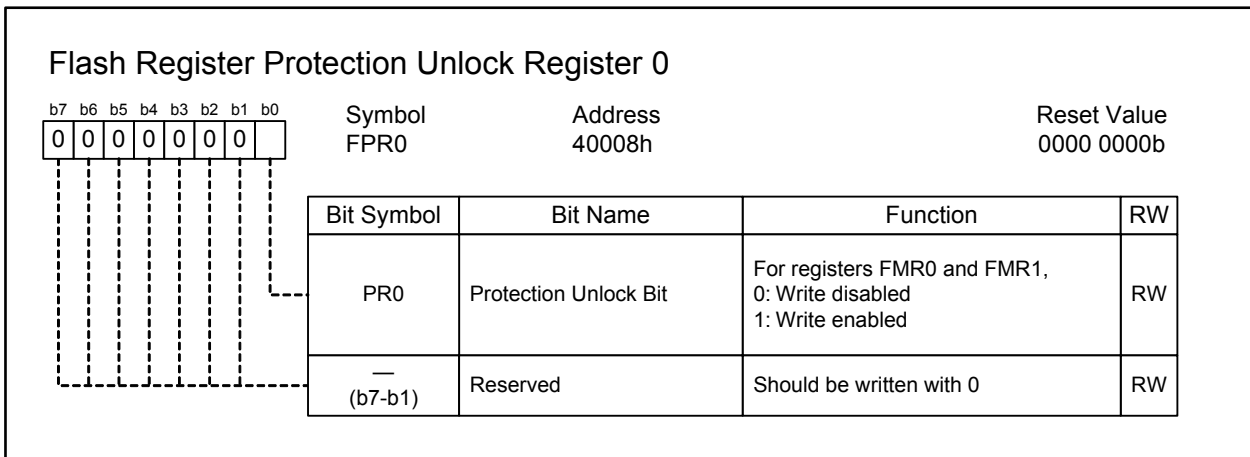 Flash Register Protection Unlock Register 0
b7 b6 b5 b4 b3 b2 b1 b0
0 0 0 0 0 0 0
Symbol Address Reset Value
FPR0 40008h 0000 0000b
Bit Symbol Bit Name Function RW
PR0 Protection Unlock Bit For registers FMR0 and FMR1,
0: Write disabled
1: Write enabled RW
—
(b7-b1) Reserved Should be written with 0 RW